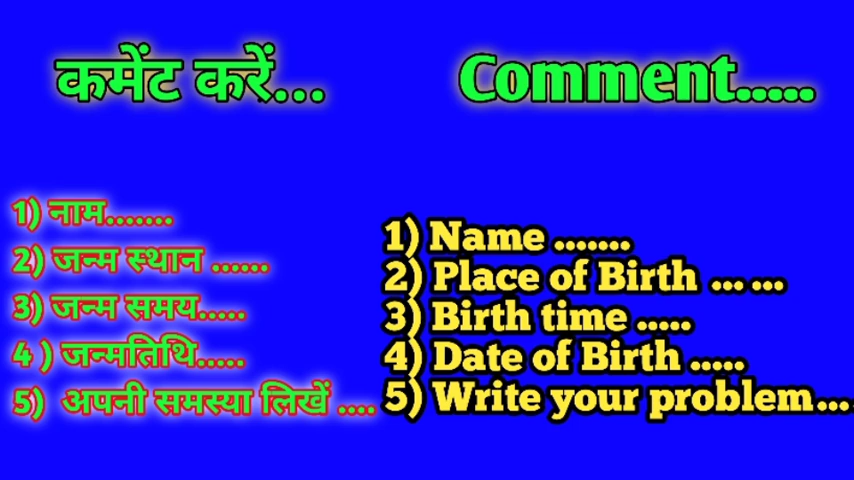 कमेंट करें...
Comment.....
1) नाम.......
2) जन्म स्थान ......
3) जन्म समय.....
4 ) जन्मतिथि.....
5) अपनी समस्या लिखें ....
1) Name .......
2) Place of Birth ... ...
3) Birth time .....
4) Date of Birth .....
5) Write your problem...